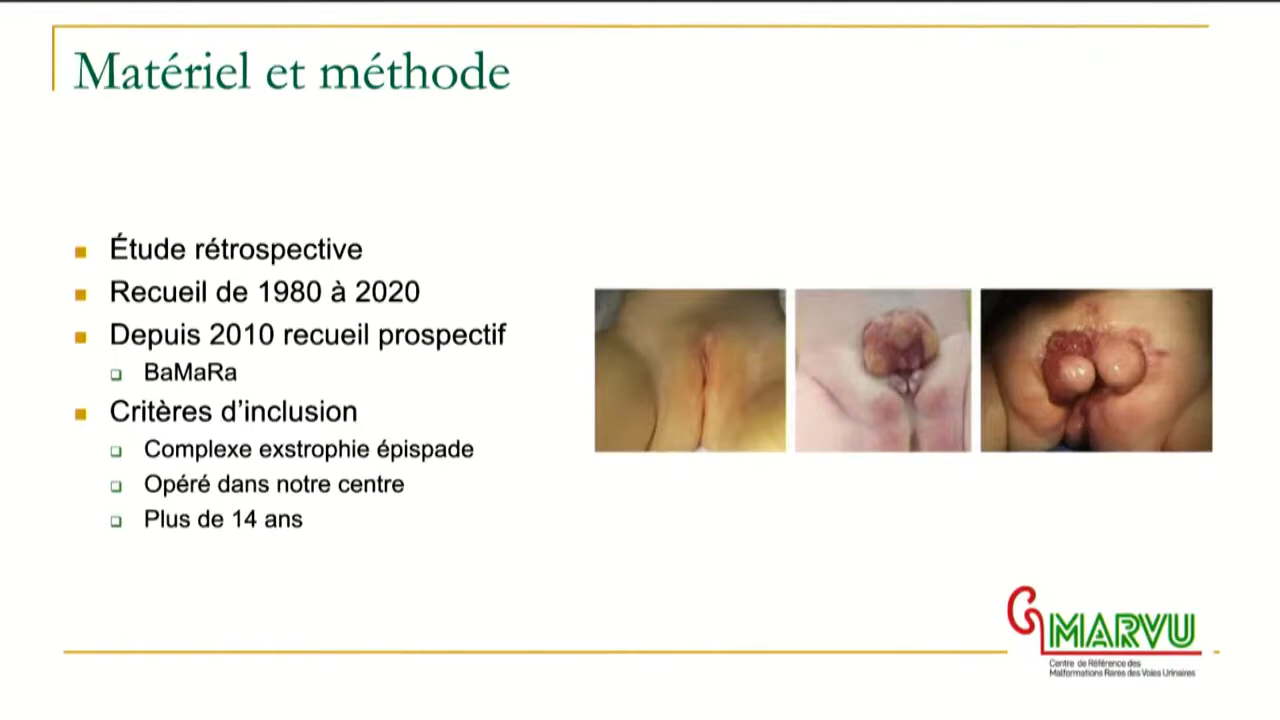 Matériel et méthode
Étude rétrospective
Recueil de 1980 à 2020
Depuis 2010 recueil prospectif
BaMaRa
Critères d'inclusion
Complexe exstrophie épispade
Opéré dans notre centre
Plus de 14 ans
MARVU
Centre de Référence des
Malformations Rares des Voies Urinaires